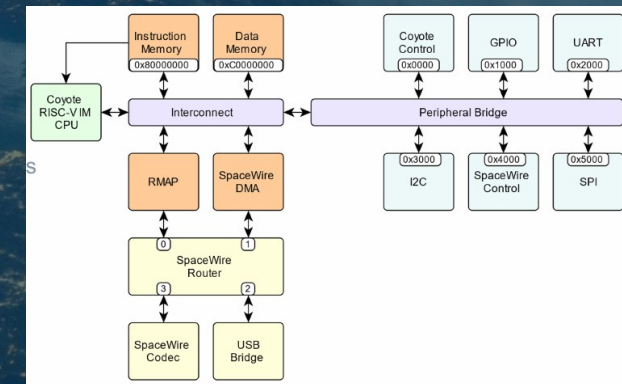 Instruction
Memory
0x80000000
Data
Memory
0xC0000000
Coyote
Control
0x0000
GPIO
0x1000
UART
0x2000
Coyote
RISC-V IM
CPU
Interconnect
Peripheral Bridge
s
RMAP
SpaceWire
DMA
0x3000
I2C
0x4000
SpaceWire
Control
0x5000
SPI
0
1
SpaceWire
Router
3
2
SpaceWire
Codec
USB
Bridge